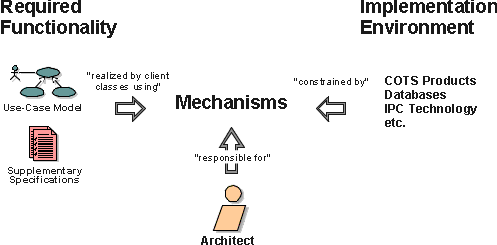 Required
Functionality
Implementation
Environment
"realized by client
classes using"
Mechanisms
"constrained by"
COTS Products
Databases
IPC Technology
etc.
Use-Case Model
Supplementary
Specifications
"responsible for"
Architect